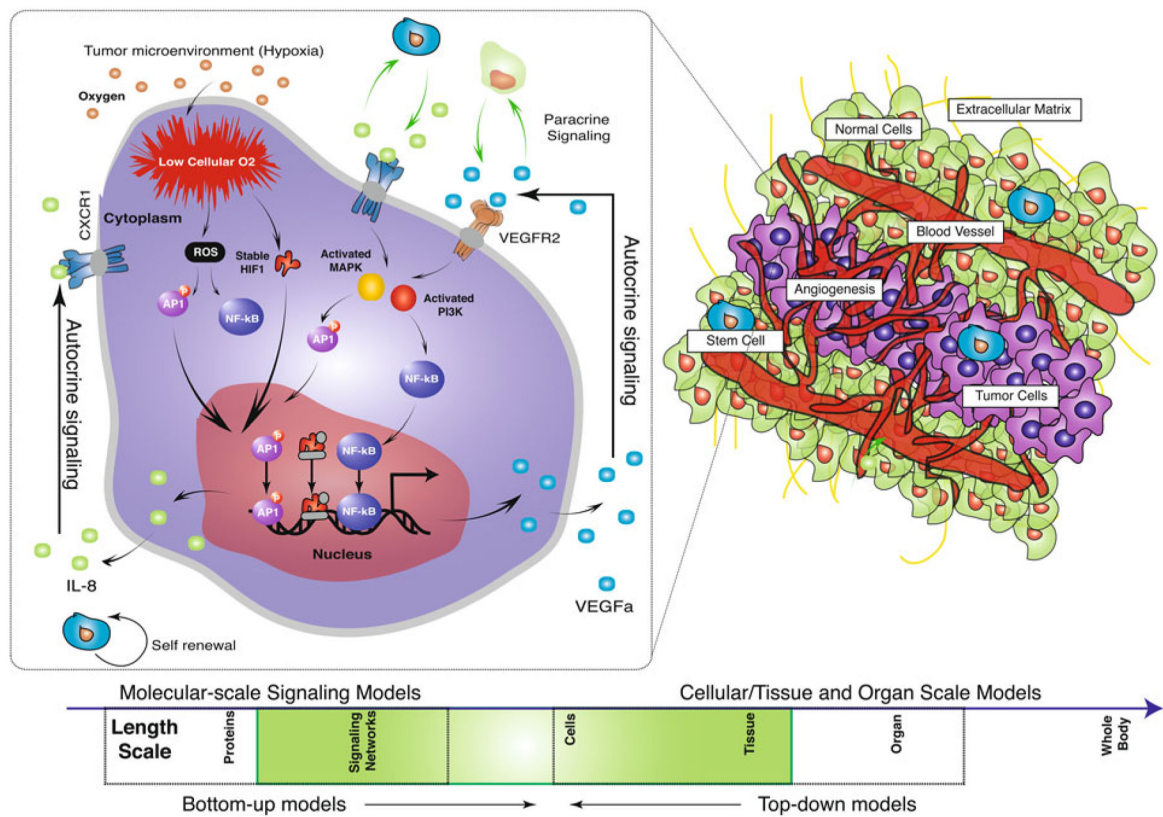 Tumor microenvironment (Hypoxia)
Oxygen
Low Cellular O2
Paracrine
Signaling
CXCR1
Cytoplasm
VEGFR2
ROS
Stable
HIF1
Activated
MAPK
Activated
PI3K
P
AP1
NF-kB
P
AP1
NF-kB
Autocrine signaling
Autocrine signaling
P
AP1
NF-kB
P
AP1
NF-kB
Nucleus
IL-8
VEGFa
Self renewal
Extracellular Matrix
Normal Cells
Blood Vessel
Angiogenesis
Stem Cell
Tumor Cells
Molecular-scale Signaling Models
Cellular/Tissue and Organ Scale Models
Length
Scale
Proteins
Signaling
Networks
Cells
Tissue
Organ
Whole
Body
Bottom-up models
Top-down models